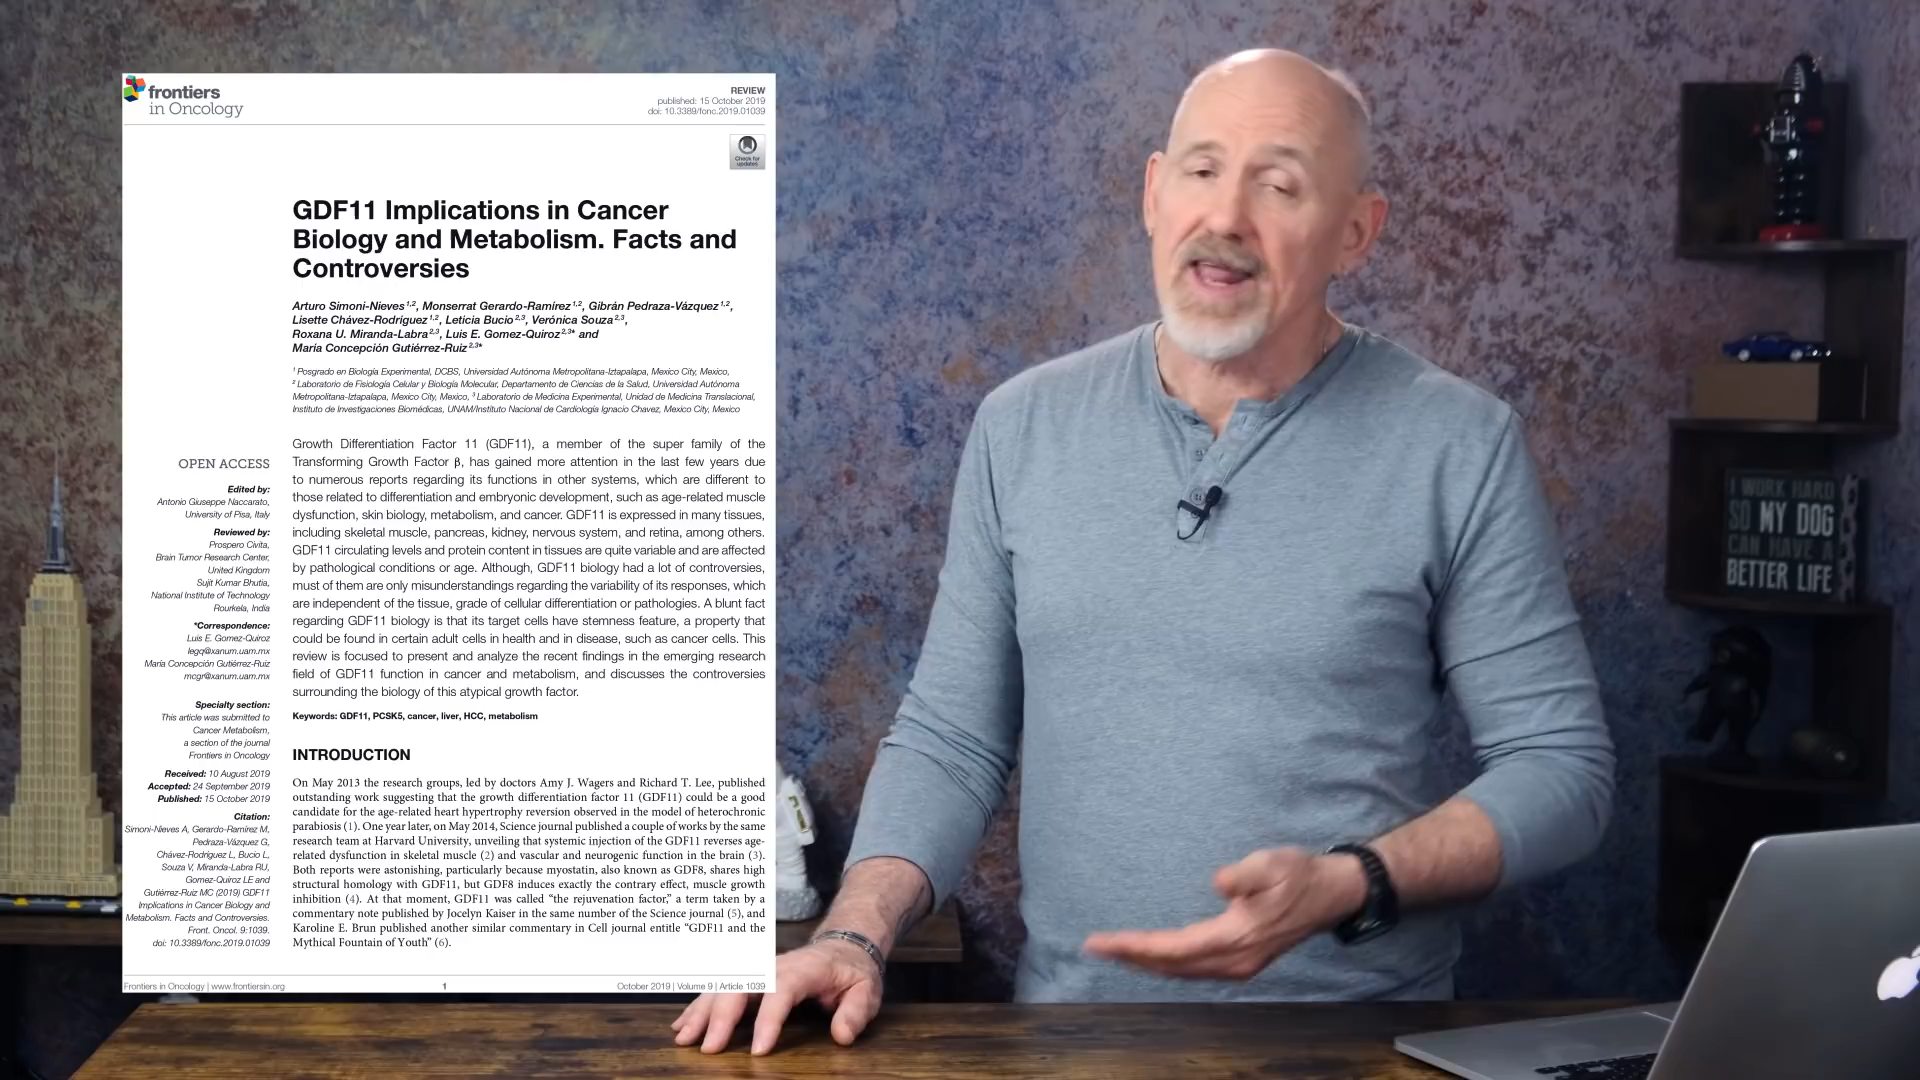 frontiers
in Oncology
REVIEW
published: 15 October 2019
doi: 10.3389/fonc.2019.01039
Check for
updates
GDF11 Implications in Cancer
Biology and Metabolism. Facts and
Controversies
Arturo Simoni-Nieves 1,2, Monserrat Gerardo-Ramírez 1,2, Gibrán Pedraza-Vázquez 1,2,
Lisette Chávez-Rodríguez 1,2, Leticia Bucio 2,3, Verónica Souza 2,3,
Roxana U. Miranda-Labra 2,3, Luis E. Gomez-Quiroz 2,3* and
María Concepción Gutiérrez-Ruiz 2,3*
1 Posgrado en Biología Experimental, DCBS, Universidad Autónoma Metropolitana-Iztapalapa, Mexico City, Mexico,
2 Laboratorio de Fisiología Celular y Biología Molecular, Departamento de Ciencias de la Salud, Universidad Autónoma
Metropolitana-Iztapalapa, Mexico City, Mexico, 3 Laboratorio de Medicina Experimental, Unidad de Medicina Translacional,
Instituto de Investigaciones Biomédicas, UNAM/Instituto Nacional de Cardiología Ignacio Chavez, Mexico City, Mexico
OPEN ACCESS
Edited by:
Antonio Giuseppe Naccarato,
University of Pisa, Italy
Reviewed by:
Prospero Civita,
Brain Tumor Research Center,
United Kingdom
Sujit Kumar Bhutia,
National Institute of Technology
Rourkela, India
*Correspondence:
Luis E. Gomez-Quiroz
legq@xanum.uam.mx
María Concepción Gutiérrez-Ruiz
mcgr@xanum.uam.mx
Specialty section:
This article was submitted to
Cancer Metabolism,
a section of the journal
Frontiers in Oncology
Received: 10 August 2019
Accepted: 24 September 2019
Published: 15 October 2019
Citation:
Simoni-Nieves A, Gerardo-Ramírez M,
Pedraza-Vázquez G,
Chávez-Rodríguez L, Bucio L,
Souza V, Miranda-Labra RU,
Gomez-Quiroz LE and
Gutiérrez-Ruiz MC (2019) GDF11
Implications in Cancer Biology and
Metabolism. Facts and Controversies.
Front. Oncol. 9:1039.
doi: 10.3389/fonc.2019.01039
Growth Differentiation Factor 11 (GDF11), a member of the super family of the
Transforming Growth Factor β, has gained more attention in the last few years due
to numerous reports regarding its functions in other systems, which are different to
those related to differentiation and embryonic development, such as age-related muscle
dysfunction, skin biology, metabolism, and cancer. GDF11 is expressed in many tissues,
including skeletal muscle, pancreas, kidney, nervous system, and retina, among others.
GDF11 circulating levels and protein content in tissues are quite variable and are affected
by pathological conditions or age. Although, GDF11 biology had a lot of controversies,
must of them are only misunderstandings regarding the variability of its responses, which
are independent of the tissue, grade of cellular differentiation or pathologies. A blunt fact
regarding GDF11 biology is that its target cells have stemness feature, a property that
could be found in certain adult cells in health and in disease, such as cancer cells. This
review is focused to present and analyze the recent findings in the emerging research
field of GDF11 function in cancer and metabolism, and discusses the controversies
surrounding the biology of this atypical growth factor.
Keywords: GDF11, PCSK5, cancer, liver, HCC, metabolism
INTRODUCTION
On May 2013 the research groups, led by doctors Amy J. Wagers and Richard T. Lee, published
outstanding work suggesting that the growth differentiation factor 11 (GDF11) could be a good
candidate for the age-related heart hypertrophy reversion observed in the model of heterochronic
parabiosis (1). One year later, on May 2014, Science journal published a couple of works by the same
research team at Harvard University, unveiling that systemic injection of the GDF11 reverses age-
related dysfunction in skeletal muscle (2) and vascular and neurogenic function in the brain (3).
Both reports were astonishing, particularly because myostatin, also known as GDF8, shares high
structural homology with GDF11, but GDF8 induces exactly the contrary effect, muscle growth
inhibition (4). At that moment, GDF11 was called “the rejuvenation factor,” a term taken by a
commentary note published by Jocelyn Kaiser in the same number of the Science journal (5), and
Karoline E. Brun published another similar commentary in Cell journal entitle “GDF11 and the
Mythical Fountain of Youth” (6).
Frontiers in Oncology | www.frontiersin.org
1
October 2019 | Volume 9 | Article 1039
I WORK HARD
SO MY DOG
CAN HAVE A
BETTER LIFE